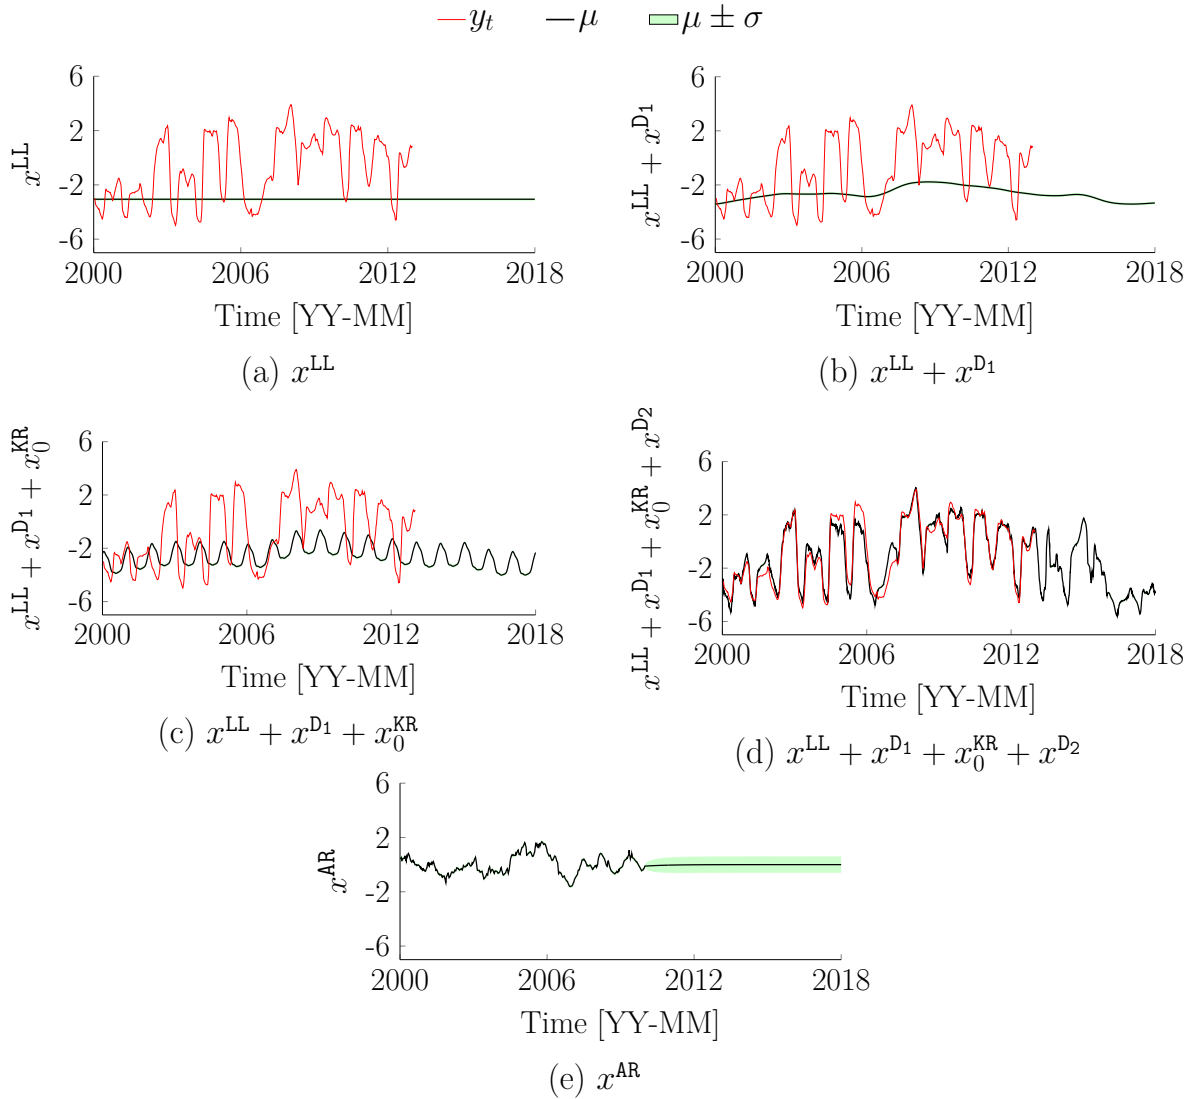 y_t μ μ ± σ
x^LL
6
2
-2
-6
2000 2006 2012 2018
Time [YY-MM]
(a) x^LL
x^LL + x^D1
6
2
-2
-6
2000 2006 2012 2018
Time [YY-MM]
(b) x^LL + x^D1
x^LL + x^D1 + x_0^KR
6
2
-2
-6
2000 2006 2012 2018
Time [YY-MM]
(c) x^LL + x^D1 + x_0^KR
x^LL + x^D1 + x_0^KR + x^D2
6
2
-2
-6
2000 2006 2012 2018
Time [YY-MM]
(d) x^LL + x^D1 + x_0^KR + x^D2
x^AR
6
2
-2
-6
2000 2006 2012 2018
Time [YY-MM]
(e) x^AR